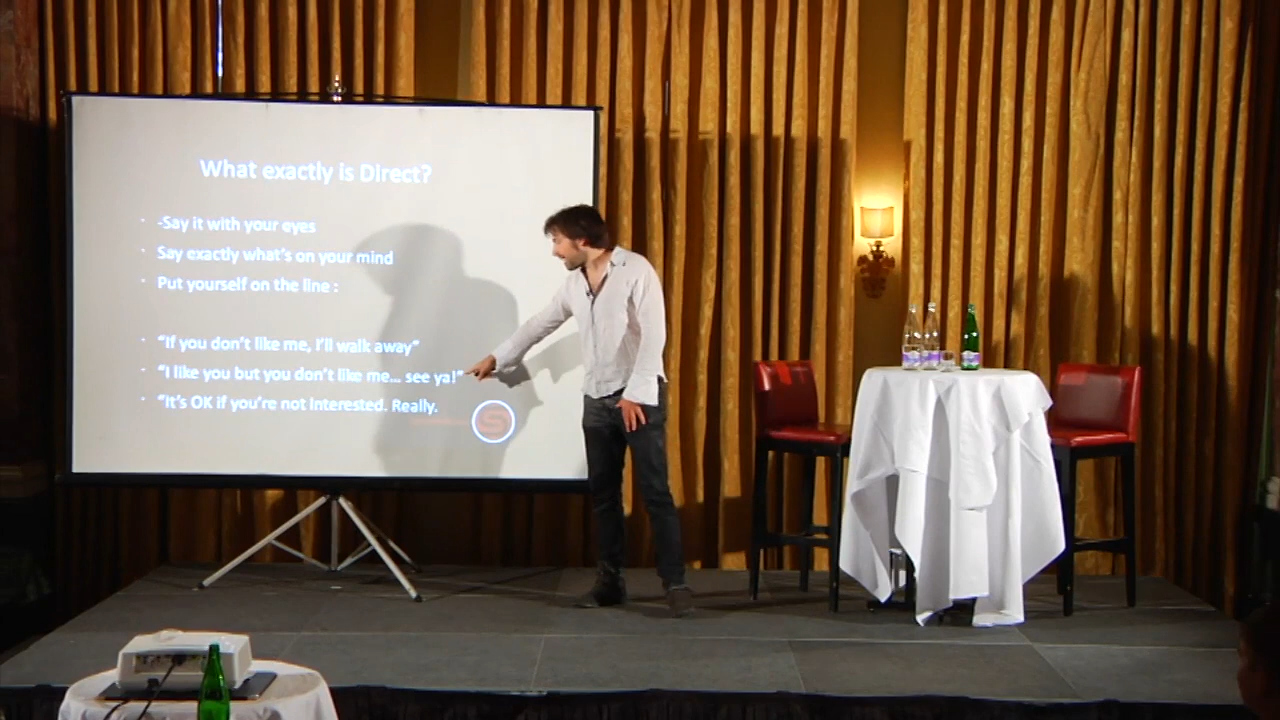 What exactly is DIrect?
· -Say it with your eyes
· Say exactly what's on your mind
· Put yourself on the line :
· "If you don't like me, I'll walk away"
· "I like you but you don't like me... see ya!"
· "It's OK if you're not Interested. Really.
S